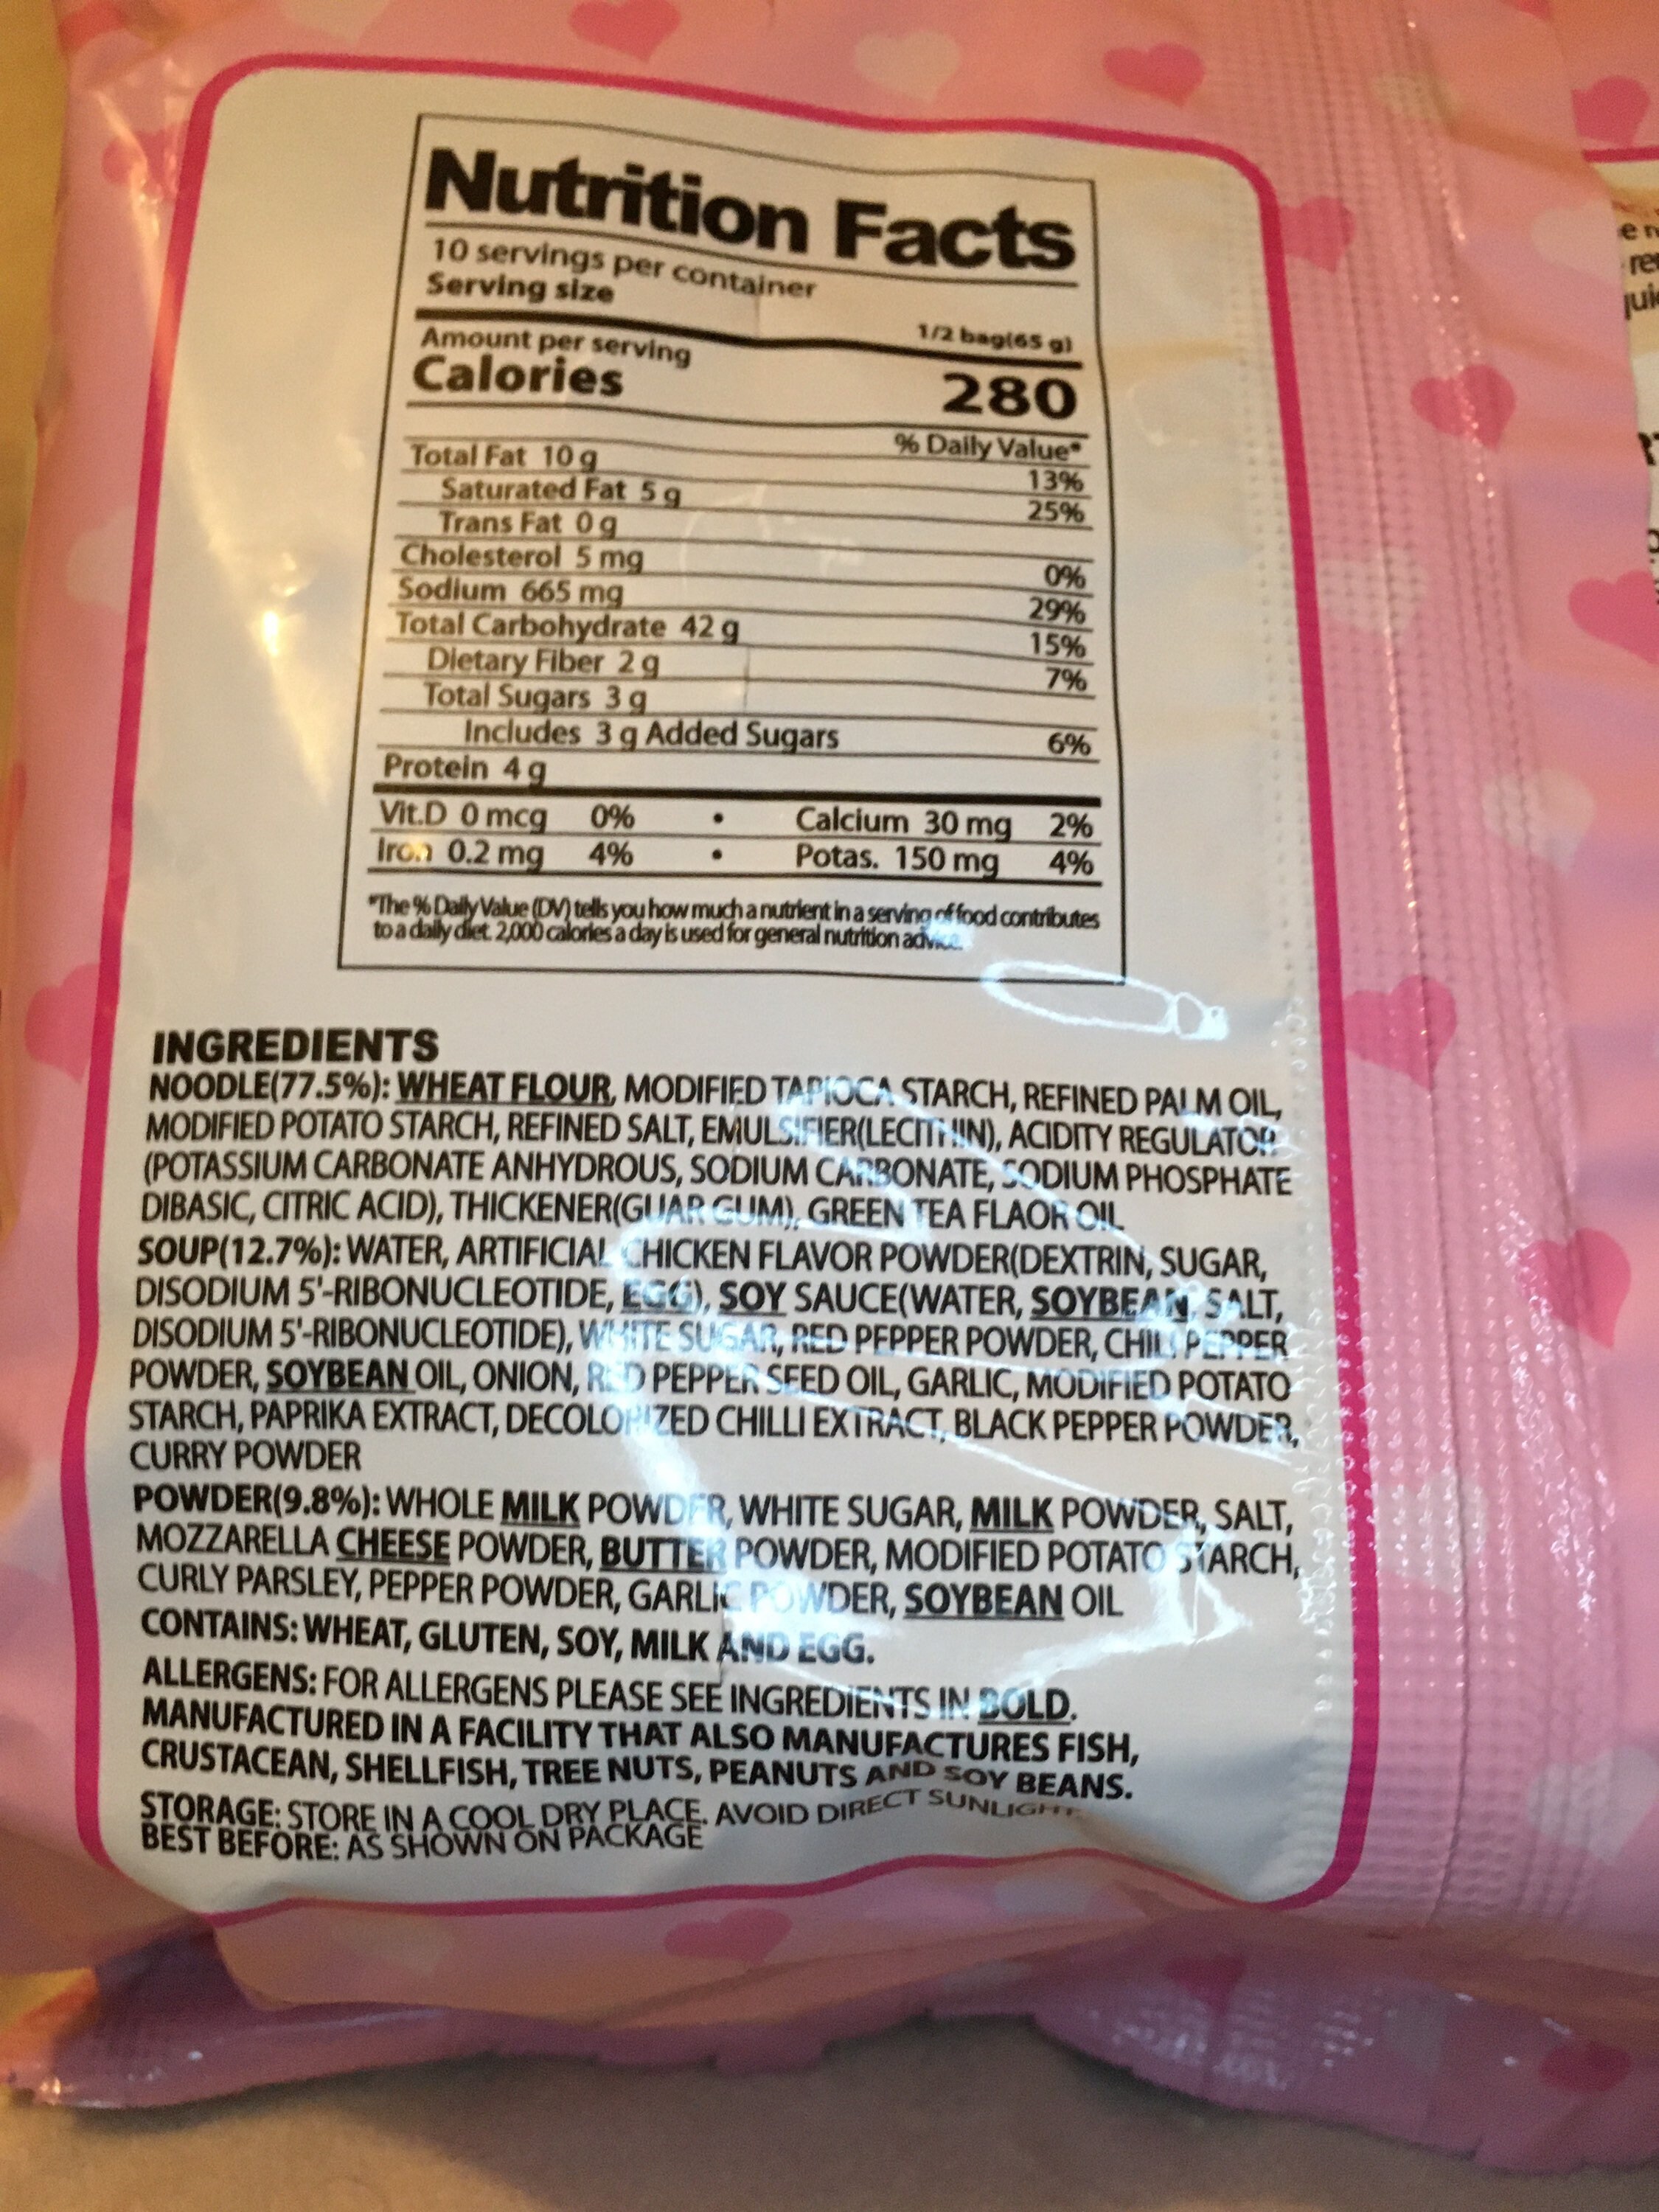 Nutrition Facts
10 servings per container
Serving size 1/2 bag(65 g)
Amount per serving
Calories 280
% Daily Value*
Total Fat 10 g 13%
Saturated Fat 5 g 25%
Trans Fat 0 g
Cholesterol 5 mg 0%
Sodium 665 mg 29%
Total Carbohydrate 42 g 15%
Dietary Fiber 2 g 7%
Total Sugars 3 g
Includes 3 g Added Sugars 6%
Protein 4 g
Vit.D 0 mcg 0% • Calcium 30 mg 2%
Iron 0.2 mg 4% • Potas. 150 mg 4%
*The % Daily Value (DV) tells you how much a nutrient in a serving of food contributes
to a daily diet. 2,000 calories a day is used for general nutrition advice.
INGREDIENTS
NOODLE(77.5%): WHEAT FLOUR, MODIFIED TAPIOCA STARCH, REFINED PALM OIL,
MODIFIED POTATO STARCH, REFINED SALT, EMULSIFIER(LECITHIN), ACIDITY REGULATOR
(POTASSIUM CARBONATE ANHYDROUS, SODIUM CARBONATE, SODIUM PHOSPHATE
DIBASIC, CITRIC ACID), THICKENER(GUAR GUM), GREEN TEA FLAOR OIL
SOUP(12.7%): WATER, ARTIFICIAL CHICKEN FLAVOR POWDER(DEXTRIN, SUGAR,
DISODIUM 5'-RIBONUCLEOTIDE, EGG), SOY SAUCE(WATER, SOYBEAN, SALT,
DISODIUM 5'-RIBONUCLEOTIDE), WHITE SUGAR, RED PEPPER POWDER, CHILI PEPPER
POWDER, SOYBEAN OIL, ONION, RED PEPPER SEED OIL, GARLIC, MODIFIED POTATO
STARCH, PAPRIKA EXTRACT, DECOLORIZED CHILLI EXTRACT, BLACK PEPPER POWDER,
CURRY POWDER
POWDER(9.8%): WHOLE MILK POWDER, WHITE SUGAR, MILK POWDER, SALT,
MOZZARELLA CHEESE POWDER, BUTTER POWDER, MODIFIED POTATO STARCH,
CURLY PARSLEY, PEPPER POWDER, GARLIC POWDER, SOYBEAN OIL
CONTAINS: WHEAT, GLUTEN, SOY, MILK AND EGG.
ALLERGENS: FOR ALLERGENS PLEASE SEE INGREDIENTS IN BOLD.
MANUFACTURED IN A FACILITY THAT ALSO MANUFACTURES FISH,
CRUSTACEAN, SHELLFISH, TREE NUTS, PEANUTS AND SOY BEANS.
STORAGE: STORE IN A COOL DRY PLACE. AVOID DIRECT SUNLIGHT.
BEST BEFORE: AS SHOWN ON PACKAGE